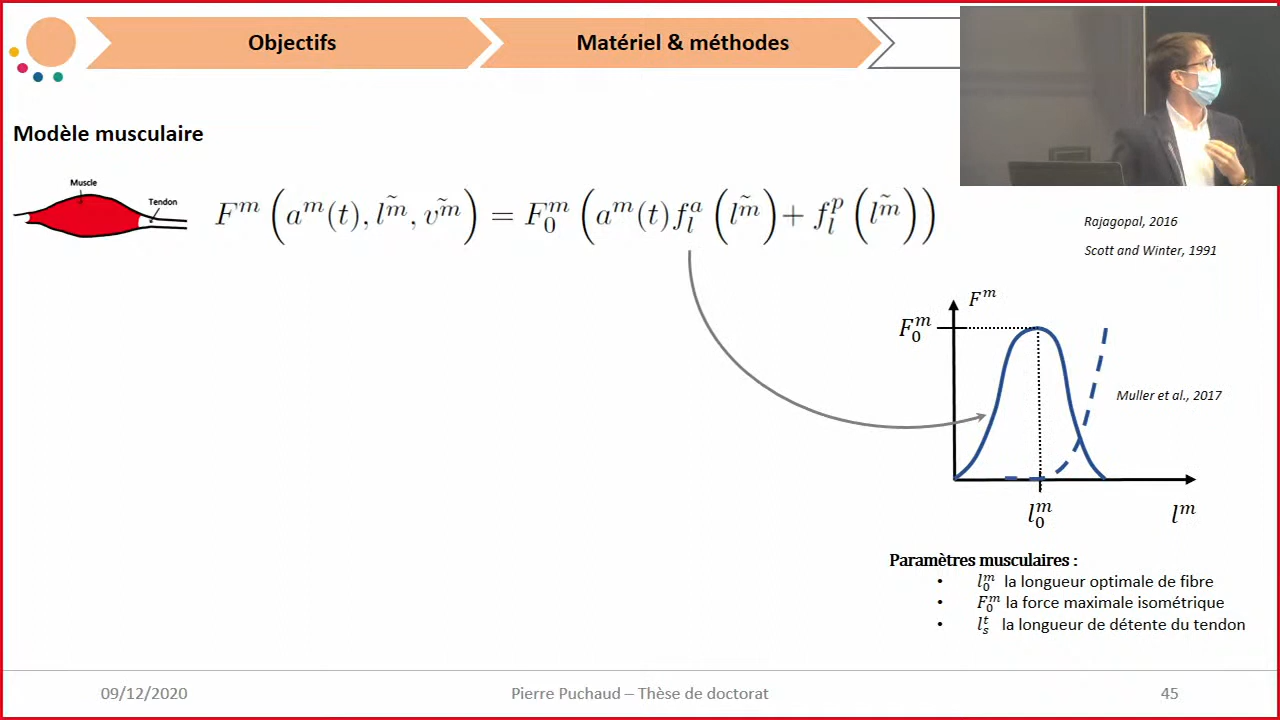 Objectifs
Matériel & méthodes
Modèle musculaire
Muscle
Tendon
F^m (a^m(t), l̃^m, ṽ^m) = F_0^m (a^m(t) f_l^a (l̃^m) + f_l^p (l̃^m))
Rajagopal, 2016
Scott and Winter, 1991
F^m
F_0^m
Muller et al., 2017
l_0^m
l^m
Paramètres musculaires :
• l_0^m la longueur optimale de fibre
• F_0^m la force maximale isométrique
• l_s^t la longueur de détente du tendon
09/12/2020
Pierre Puchaud – Thèse de doctorat
45